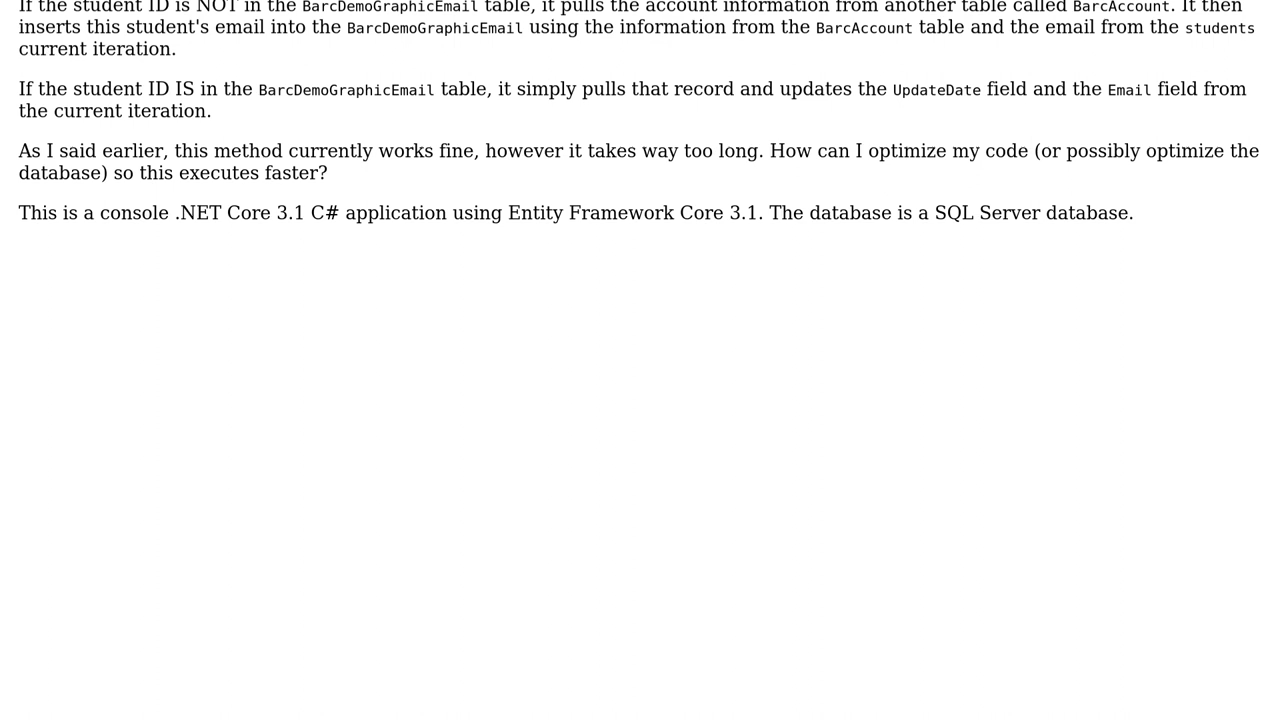 If the student ID is NOT in the BarcDemoGraphicEmail table, it pulls the account information from another table called BarcAccount. It then
inserts this student's email into the BarcDemoGraphicEmail using the information from the BarcAccount table and the email from the students
current iteration.
If the student ID IS in the BarcDemoGraphicEmail table, it simply pulls that record and updates the UpdateDate field and the Email field from
the current iteration.
As I said earlier, this method currently works fine, however it takes way too long. How can I optimize my code (or possibly optimize the
database) so this executes faster?
This is a console .NET Core 3.1 C# application using Entity Framework Core 3.1. The database is a SQL Server database.